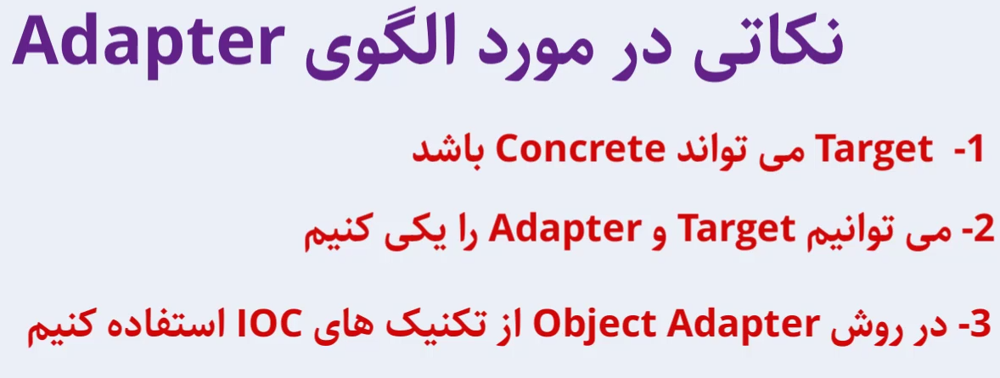 نکاتی در مورد الگوی Adapter
1- Target می تواند Concrete باشد
2- می توانیم Target و Adapter را یکی کنیم
3- در روش Object Adapter از تکنیک های IOC استفاده کنیم